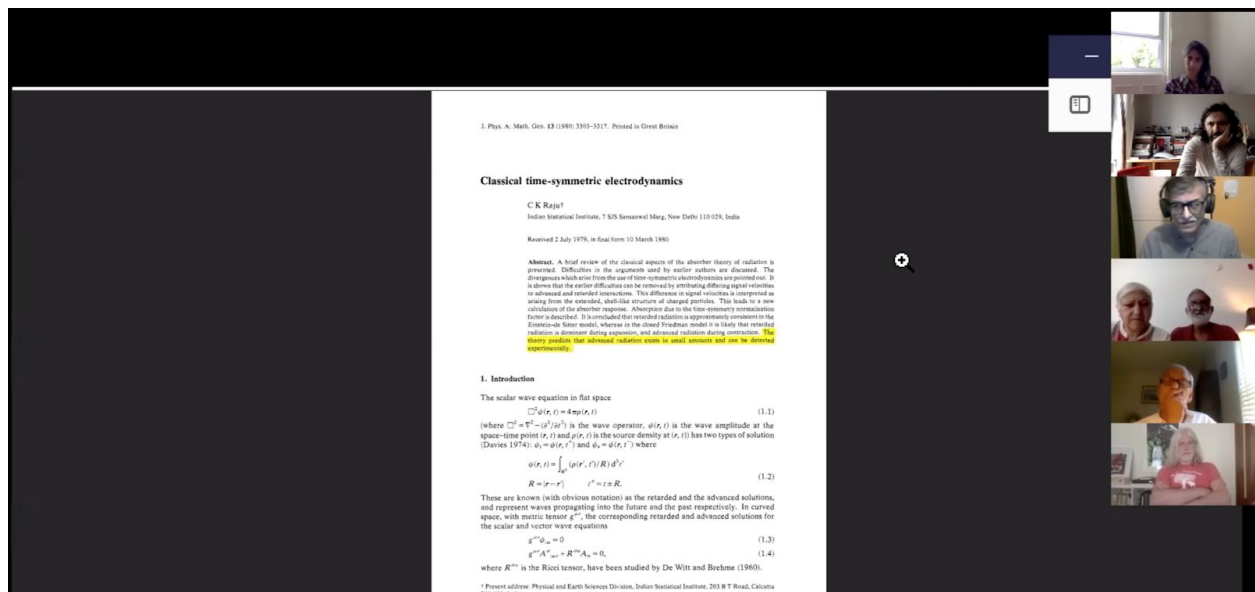 J. Phys. A: Math. Gen. 13 (1980) 3303-3317. Printed in Great Britain
Classical time-symmetric electrodynamics
C K Raju†
Indian Statistical Institute, 7 SJS Sansanwal Marg, New Delhi 110 029, India
Received 2 July 1979, in final form 10 March 1980
Abstract. A brief review of the classical aspects of the absorber theory of radiation is
presented. Difficulties in the arguments used by earlier authors are discussed. The
divergences which arise from the use of time-symmetric electrodynamics are pointed out. It
is shown that the earlier difficulties can be removed by attributing differing signal velocities
to advanced and retarded interactions. This difference in signal velocities is interpreted as
arising from the extended, shell-like structure of charged particles. This leads to a new
calculation of the absorber response. Absorption due to the time-symmetry normalisation
factor is described. It is concluded that retarded radiation is approximately consistent in the
Einstein-de Sitter model, whereas in the closed Friedman model it is likely that retarded
radiation is dominant during expansion, and advanced radiation during contraction. The
theory predicts that advanced radiation exists in small amounts and can be detected
experimentally.
1. Introduction
The scalar wave equation in flat space
□²ψ(r, t) = 4πρ(r, t) (1.1)
(where □² = ∇² − (∂²/∂t²) is the wave operator, ψ(r, t) is the wave amplitude at the
space-time point (r, t) and ρ(r, t) is the source density at (r, t)) has two types of solution
(Davies 1974): where
ψ(r, t) = ∫ (ρ(r', t')/R) d³r'
(1.2)
R = |r − r'| t± = t ± R.
These are known (with obvious notation) as the retarded and the advanced solutions,
and represent waves propagating into the future and the past respectively. In curved
space, with metric tensor the corresponding retarded and advanced solutions for
the scalar and vector wave equations
(1.3)
(1.4)
where is the Ricci tensor, have been studied by De Witt and Brehme (1960).
† Present address: Physical and Earth Sciences Division, Indian Statistical Institute, 203 B T Road, Calcutta